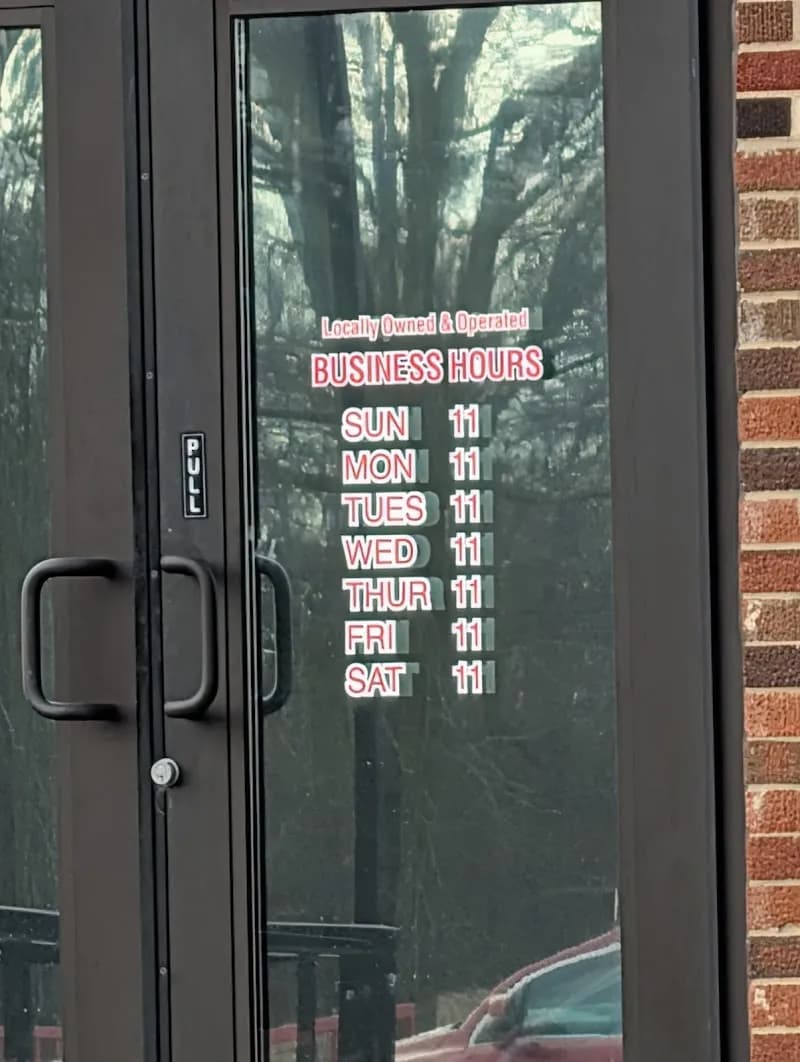 Locally Owned & Operated
BUSINESS HOURS
SUN 11
MON 11
TUES 11
WED 11
THUR 11
FRI 11
SAT 11
PULL